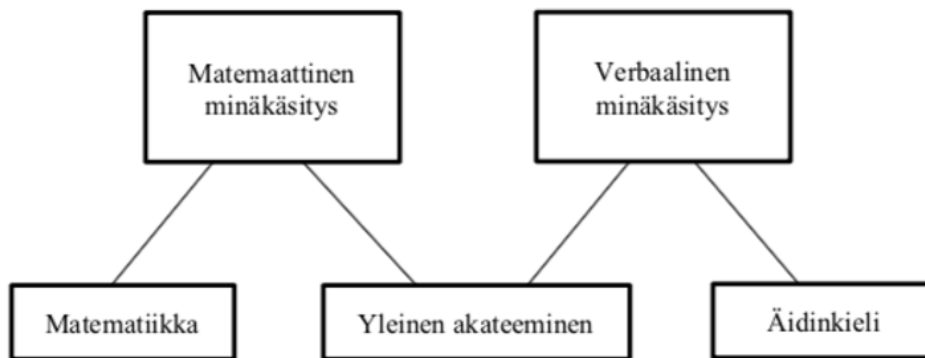 Matemaattinen
minäkäsitys
Verbaalinen
minäkäsitys
Matematiikka
Yleinen akateeminen
Äidinkieli